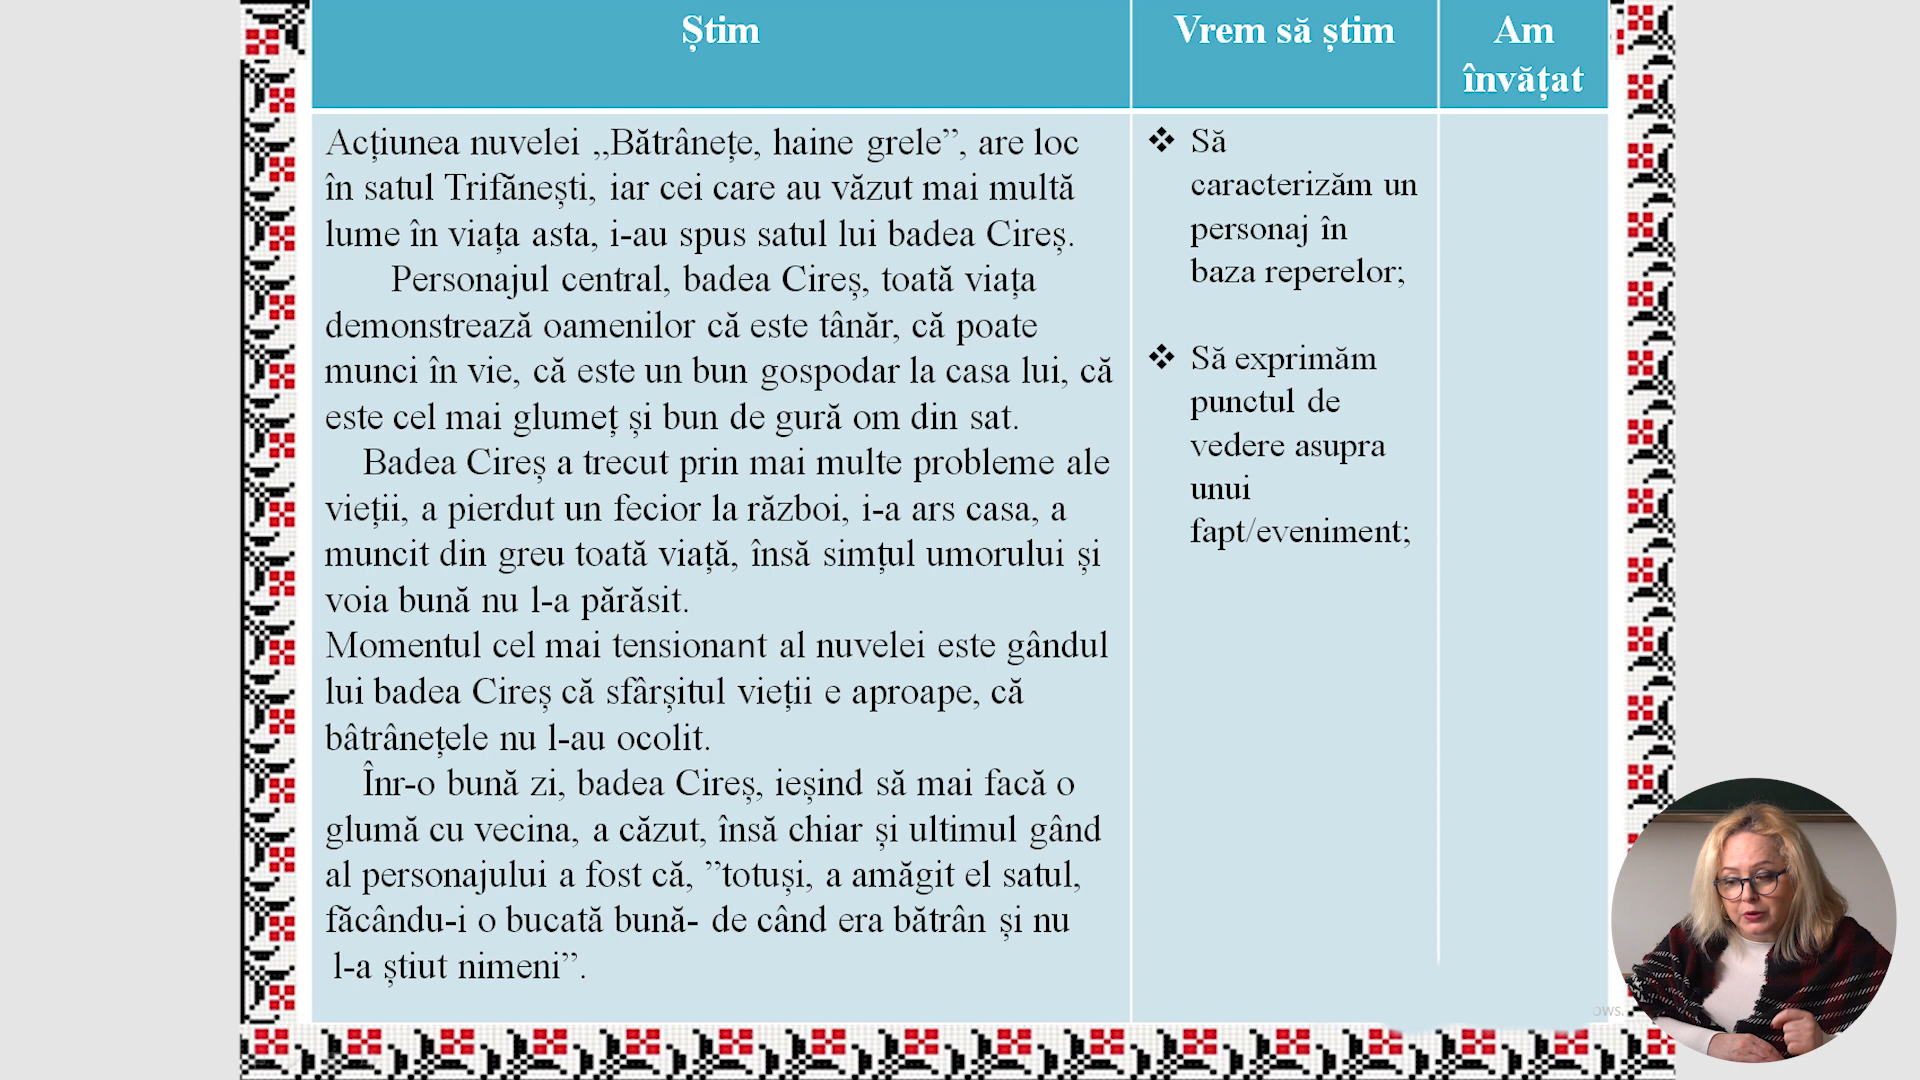 Știm
Vrem să știm
Am
învățat
Acțiunea nuvelei ,,Bătrânețe, haine grele”, are loc
în satul Trifănești, iar cei care au văzut mai multă
lume în viața asta, i-au spus satul lui badea Cireș.
Personajul central, badea Cireș, toată viața
demonstrează oamenilor că este tânăr, că poate
munci în vie, că este un bun gospodar la casa lui, că
este cel mai glumeț și bun de gură om din sat.
Badea Cireș a trecut prin mai multe probleme ale
vieții, a pierdut un fecior la război, i-a ars casa, a
muncit din greu toată viață, însă simțul umorului și
voia bună nu l-a părăsit.
Momentul cel mai tensionant al nuvelei este gândul
lui badea Cireș că sfârșitul vieții e aproape, că
bâtrânețele nu l-au ocolit.
Înr-o bună zi, badea Cireș, ieșind să mai facă o
glumă cu vecina, a căzut, însă chiar și ultimul gând
al personajului a fost că, ”totuși, a amăgit el satul,
făcându-i o bucată bună- de când era bătrân și nu
l-a știut nimeni”.
❖ Să
caracterizăm un
personaj în
baza reperelor;
❖ Să exprimăm
punctul de
vedere asupra
unui
fapt/eveniment;